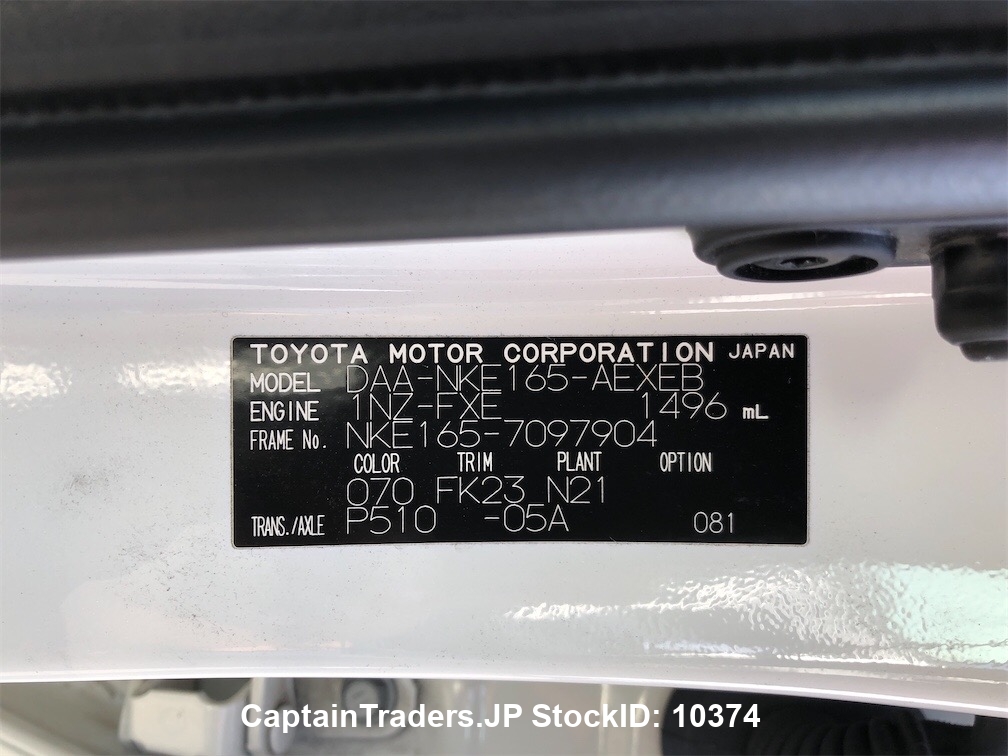 TOYOTA MOTOR CORPORATION JAPAN
MODEL DAA-NKE165-AEXEB
ENGINE 1NZ-FXE 1496 mL
FRAME No. NKE165-7097904
COLOR TRIM PLANT OPTION
070 FK23 N21
TRANS./AXLE P510 -05A 081
CaptainTraders.JP StockID: 10374